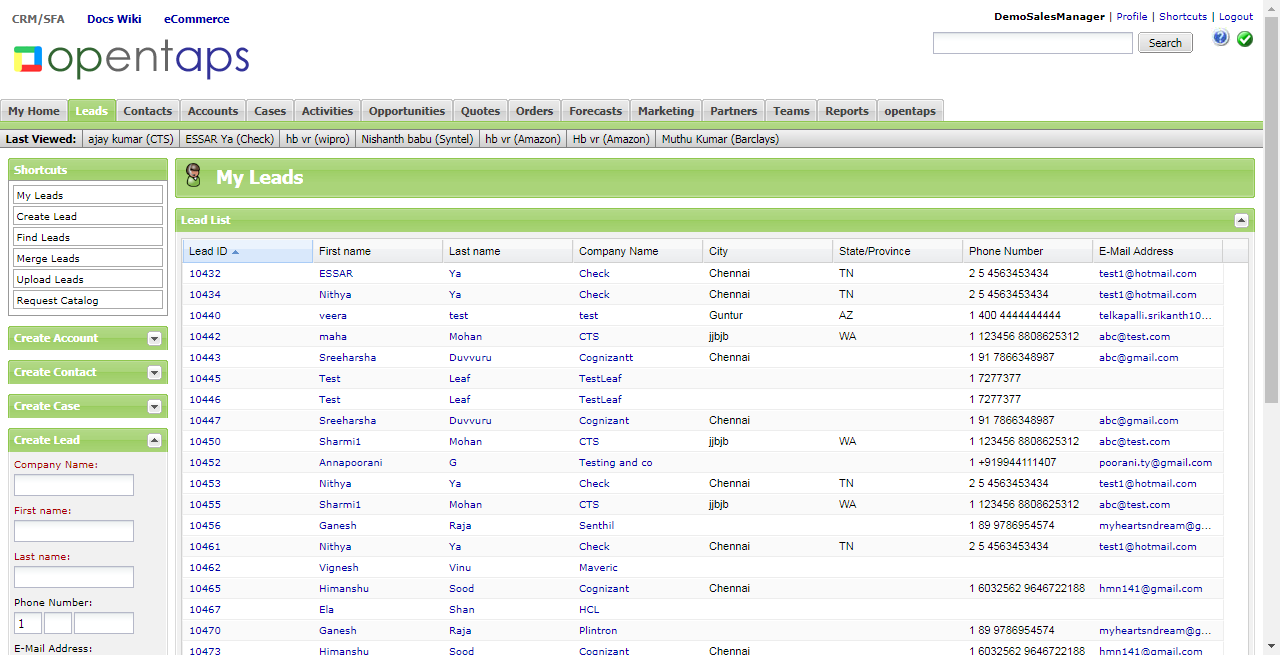 CRM/SFA Docs Wiki eCommerce
DemoSalesManager | Profile | Shortcuts | Logout
opentaps
Search
My Home Leads Contacts Accounts Cases Activities Opportunities Quotes Orders Forecasts Marketing Partners Teams Reports opentaps
Last Viewed: ajay kumar (CTS) ESSAR Ya (Check) hb vr (wipro) Nishanth babu (Syntel) hb vr (Amazon) Hb vr (Amazon) Muthu Kumar (Barclays)
Shortcuts
My Leads
Create Lead
Find Leads
Merge Leads
Upload Leads
Request Catalog
Create Account
Create Contact
Create Case
Create Lead
Company Name:
First name:
Last name:
Phone Number:
1
E-Mail Address:
My Leads
Lead List
Lead ID First name Last name Company Name City State/Province Phone Number E-Mail Address
10432 ESSAR Ya Check Chennai TN 2 5 4563453434 test1@hotmail.com
10434 Nithya Ya Check Chennai TN 2 5 4563453434 test1@hotmail.com
10440 veera test test Guntur AZ 1 400 4444444444 telkapalli.srikanth10...
10442 maha Mohan CTS jjbjb WA 1 123456 8808625312 abc@test.com
10443 Sreeharsha Duvvuru Cognizantt Chennai 1 91 7866348987 abc@gmail.com
10445 Test Leaf TestLeaf 1 7277377
10446 Test Leaf TestLeaf 1 7277377
10447 Sreeharsha Duvvuru Cognizant Chennai 1 91 7866348987 abc@gmail.com
10450 Sharmi1 Mohan CTS jjbjb WA 1 123456 8808625312 abc@test.com
10452 Annapoorani G Testing and co 1 +919944111407 poorani.ty@gmail.com
10453 Nithya Ya Check Chennai TN 2 5 4563453434 test1@hotmail.com
10455 Sharmi1 Mohan CTS jjbjb WA 1 123456 8808625312 abc@test.com
10456 Ganesh Raja Senthil 1 89 9786954574 myheartsndream@g...
10461 Nithya Ya Check Chennai TN 2 5 4563453434 test1@hotmail.com
10462 Vignesh Vinu Maveric
10465 Himanshu Sood Cognizant Chennai 1 6032562 9646722188 hmn141@gmail.com
10467 Ela Shan HCL
10470 Ganesh Raja Plintron 1 89 9786954574 myheartsndream@g...
10473 Himanshu Sood Cognizant Chennai 1 6032562 9646722188 hmn141@gmail.com